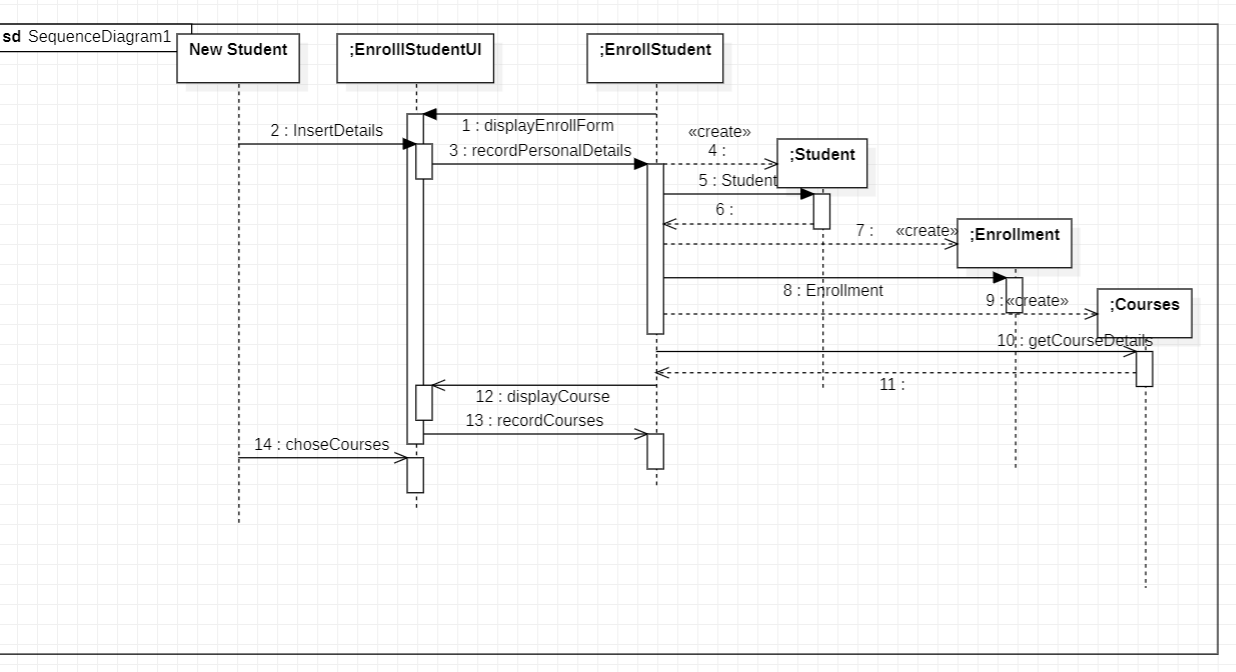 sd SequenceDiagram1
New Student
;EnrolllStudentUI
;EnrollStudent
1 : displayEnrollForm
2 : InsertDetails
3 : recordPersonalDetails
«create»
4 :
;Student
5 : Student
6 :
7 : «create»
;Enrollment
8 : Enrollment
9 : «create»
;Courses
10 : getCourseDetails
11 :
12 : displayCourse
13 : recordCourses
14 : choseCourses